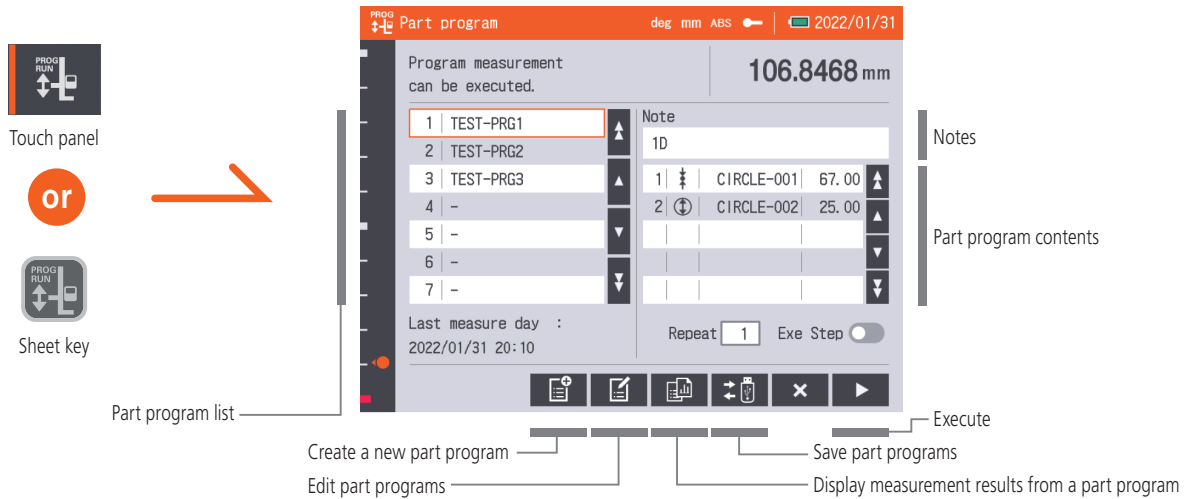 PROG
RUN
Touch panel
or
PROG
RUN
Sheet key
PROG
Part program
deg mm ABS
2022/01/31
Program measurement
can be executed.
106.8468 mm
1 TEST-PRG1
2 TEST-PRG2
3 TEST-PRG3
4 -
5 -
6 -
7 -
Last measure day :
2022/01/31 20:10
Note
1D
1 CIRCLE-001 67.00
2 CIRCLE-002 25.00
Repeat 1 Exe Step
Notes
Part program contents
Part program list
Create a new part program
Edit part programs
Execute
Save part programs
Display measurement results from a part program